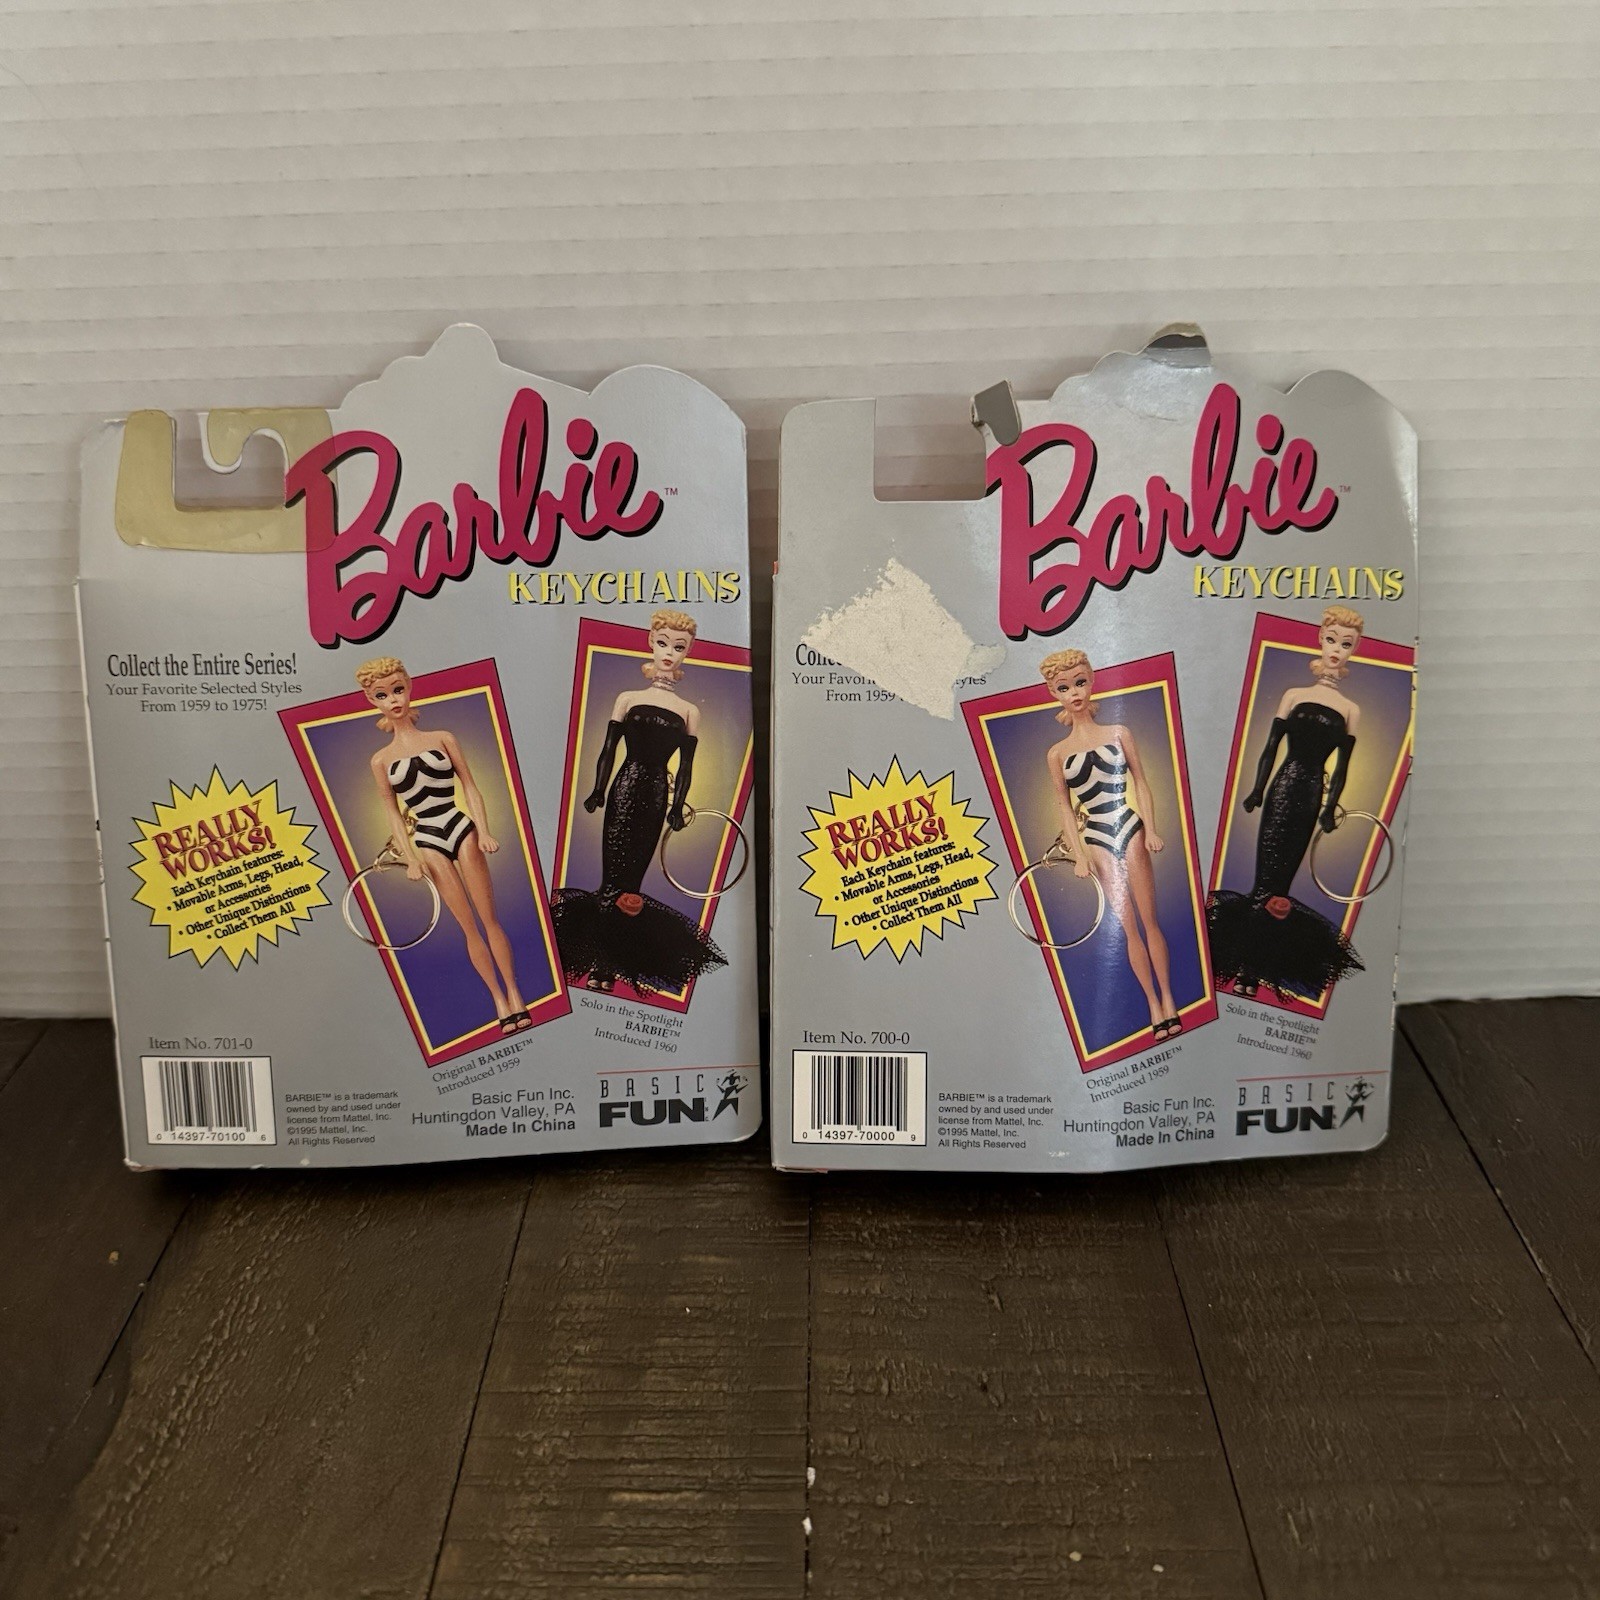 Barbie™
KEYCHAINS
Collect the Entire Series!
Your Favorite Selected Styles
From 1959 to 1975!
REALLY
WORKS!
Each Keychain features:
• Movable Arms, Legs, Head,
or Accessories
• Other Unique Distinctions
• Collect Them All
Solo in the Spotlight
BARBIE™
Introduced 1960
Original BARBIE™
Introduced 1959
Item No. 701-0
0 14397-70100 6
BARBIE™ is a trademark
owned by and used under
license from Mattel, Inc.
©1995 Mattel, Inc.
All Rights Reserved
Basic Fun Inc.
Huntingdon Valley, PA
Made In China
BASIC
FUN
Barbie™
KEYCHAINS
From 1959
REALLY
WORKS!
Each Keychain features:
• Movable Arms, Legs, Head,
or Accessories
• Other Unique Distinctions
• Collect Them All
Solo in the Spotlight
BARBIE™
Introduced 1960
Original BARBIE™
Introduced 1959
Item No. 700-0
0 14397-70000 9
BARBIE™ is a trademark
owned by and used under
license from Mattel, Inc.
©1995 Mattel, Inc.
All Rights Reserved
Basic Fun Inc.
Huntingdon Valley, PA
Made In China
BASIC
FUN